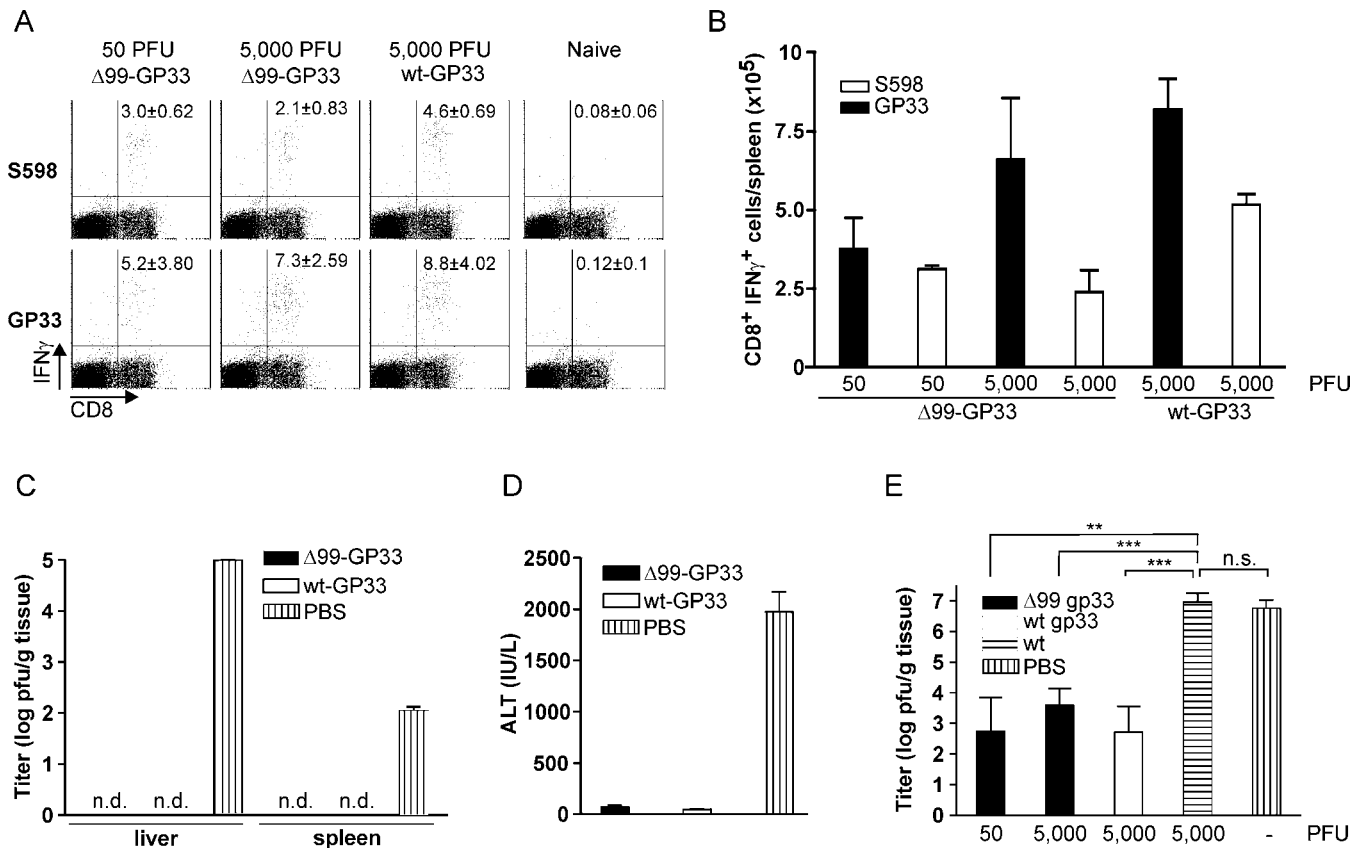 A
50 PFU
Δ99-GP33
5,000 PFU
Δ99-GP33
5,000 PFU
wt-GP33
Naive
S598
3.0±0.62
2.1±0.83
4.6±0.69
0.08±0.06
GP33
5.2±3.80
7.3±2.59
8.8±4.02
0.12±0.1
IFNγ
CD8
B
CD8+ IFNγ+ cells/spleen (x10⁵)
10
7.5
5.0
2.5
0
S598
GP33
50 50 5,000 5,000 5,000 5,000 PFU
Δ99-GP33 wt-GP33
C
Titer (log pfu/g tissue)
5
4
3
2
1
0
Δ99-GP33
wt-GP33
PBS
n.d. n.d. n.d. n.d.
liver spleen
D
ALT (IU/L)
2500
2000
1500
1000
500
0
Δ99-GP33
wt-GP33
PBS
E
**
***
***
n.s.
Titer (log pfu/g tissue)
7
6
5
4
3
2
1
0
Δ99 gp33
wt gp33
wt
PBS
50 5,000 5,000 5,000 - PFU